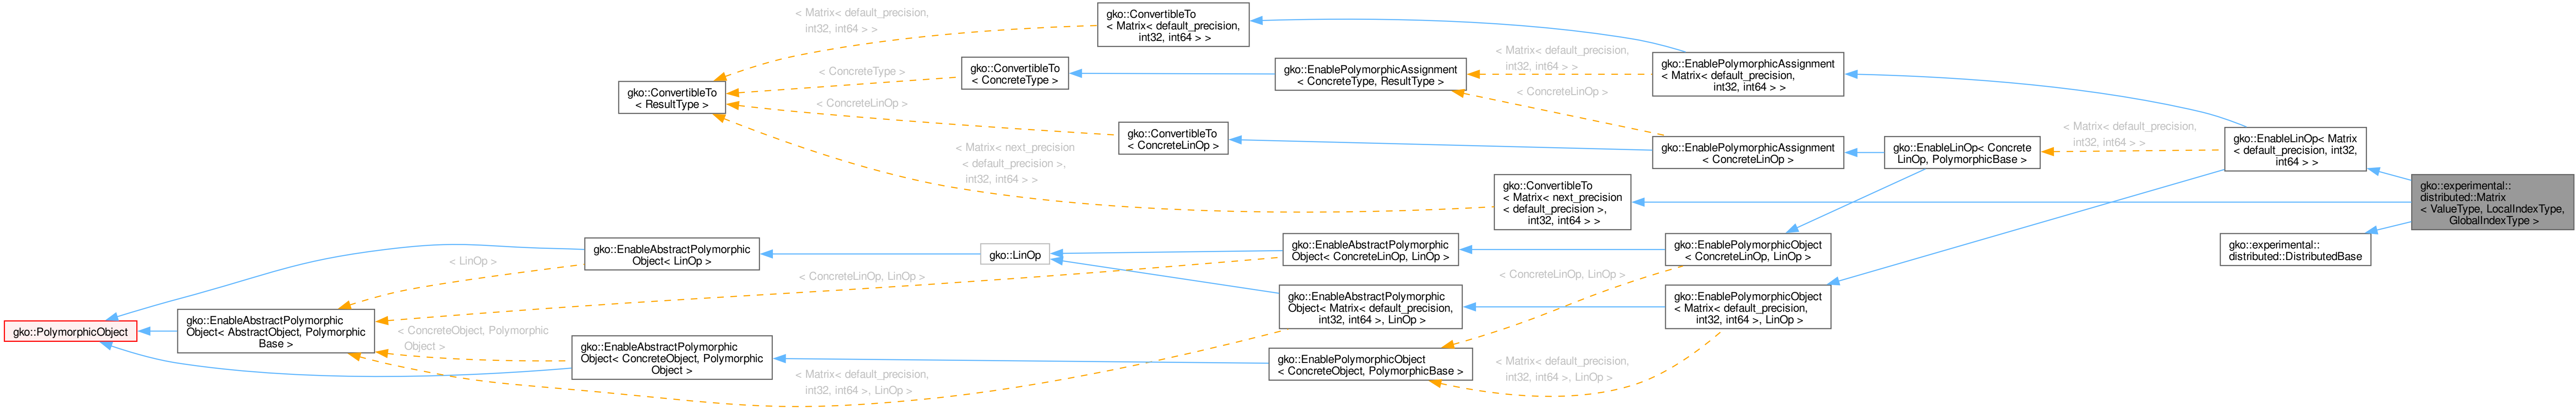 gko::PolymorphicObject
gko::EnableAbstractPolymorphic
Object< AbstractObject, Polymorphic
Base >
gko::EnableAbstractPolymorphic
Object< LinOp >
< LinOp >
gko::EnableAbstractPolymorphic
Object< ConcreteObject, Polymorphic
Object >
< ConcreteObject, Polymorphic
Object >
gko::ConvertibleTo
< ResultType >
< Matrix< default_precision,
int32, int64 > >
< ConcreteType >
< ConcreteLinOp >
< Matrix< next_precision
< default_precision >,
int32, int64 > >
gko::ConvertibleTo
< Matrix< default_precision,
int32, int64 > >
gko::ConvertibleTo
< ConcreteType >
gko::ConvertibleTo
< ConcreteLinOp >
gko::LinOp
< ConcreteLinOp, LinOp >
< Matrix< default_precision,
int32, int64 >, LinOp >
gko::EnablePolymorphicAssignment
< ConcreteType, ResultType >
gko::EnableAbstractPolymorphic
Object< ConcreteLinOp, LinOp >
gko::EnableAbstractPolymorphic
Object< Matrix< default_precision,
int32, int64 >, LinOp >
gko::EnablePolymorphicObject
< ConcreteObject, PolymorphicBase >
< Matrix< default_precision,
int32, int64 > >
< ConcreteLinOp >
gko::ConvertibleTo
< Matrix< next_precision
< default_precision >,
int32, int64 > >
< ConcreteLinOp, LinOp >
< Matrix< default_precision,
int32, int64 >, LinOp >
gko::EnablePolymorphicAssignment
< Matrix< default_precision,
int32, int64 > >
gko::EnablePolymorphicAssignment
< ConcreteLinOp >
gko::EnablePolymorphicObject
< ConcreteLinOp, LinOp >
gko::EnablePolymorphicObject
< Matrix< default_precision,
int32, int64 >, LinOp >
gko::EnableLinOp< Concrete
LinOp, PolymorphicBase >
< Matrix< default_precision,
int32, int64 > >
gko::EnableLinOp< Matrix
< default_precision, int32,
int64 > >
gko::experimental::
distributed::DistributedBase
gko::experimental::
distributed::Matrix
< ValueType, LocalIndexType,
GlobalIndexType >